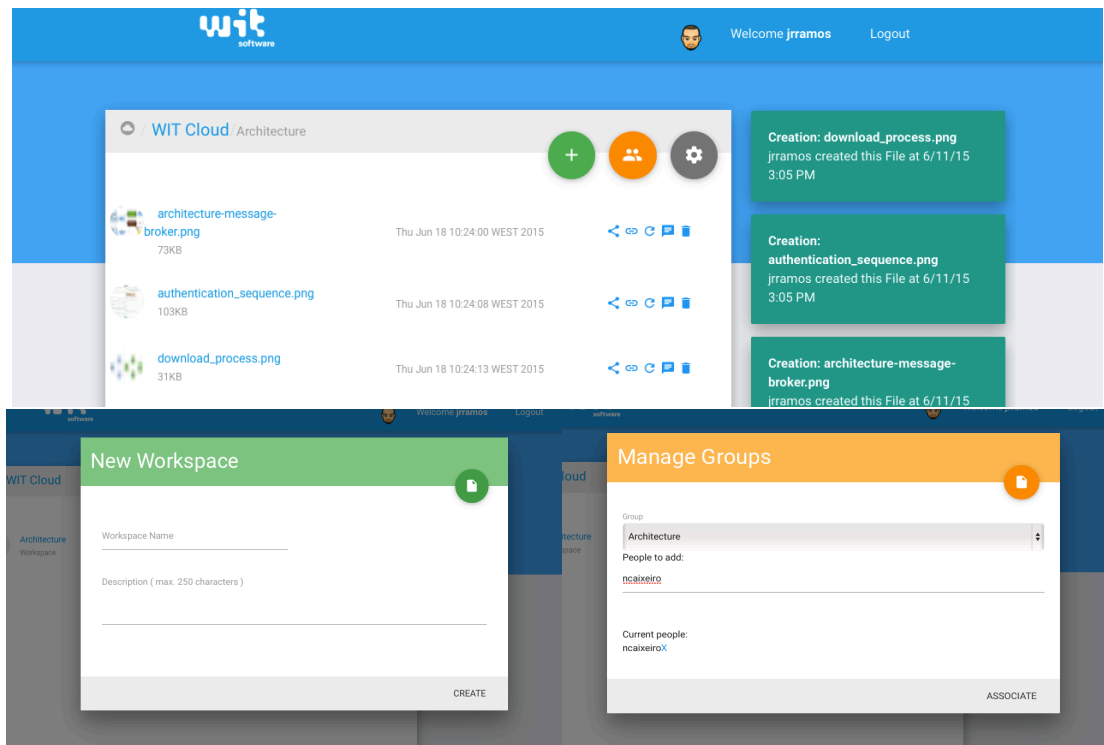 wit
software
Welcome jrramos
Logout
/ WIT Cloud/Architecture
architecture-message-
broker.png
73KB
Thu Jun 18 10:24:00 WEST 2015
authentication_sequence.png
103KB
Thu Jun 18 10:24:08 WEST 2015
download_process.png
31KB
Thu Jun 18 10:24:13 WEST 2015
Creation: download_process.png
jrramos created this File at 6/11/15
3:05 PM
Creation:
authentication_sequence.png
jrramos created this File at 6/11/15
3:05 PM
Creation: architecture-message-
broker.png
jrramos created this File at 6/11/15
software
Welcome jrramos
Logout
WIT Cloud
Architecture
Workspace
New Workspace
Workspace Name
Description ( max. 250 characters )
CREATE
software
loud
itecture
space
Manage Groups
Group
Architecture
People to add:
ncaixeiro
Current people:
ncaixeiroX
ASSOCIATE